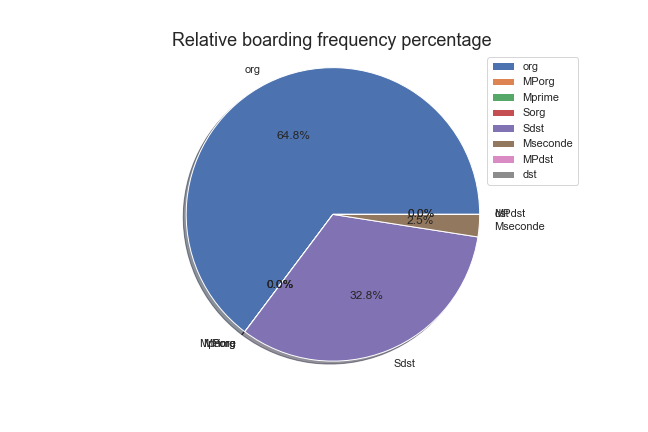 Relative boarding frequency percentage
org
MPorg
Mprime
Sorg
Sdst
Mseconde
MPdst
dst
org
64.8%
0.0%
MPdst
2.5%
Mseconde
0.0%
32.8%
Sdst